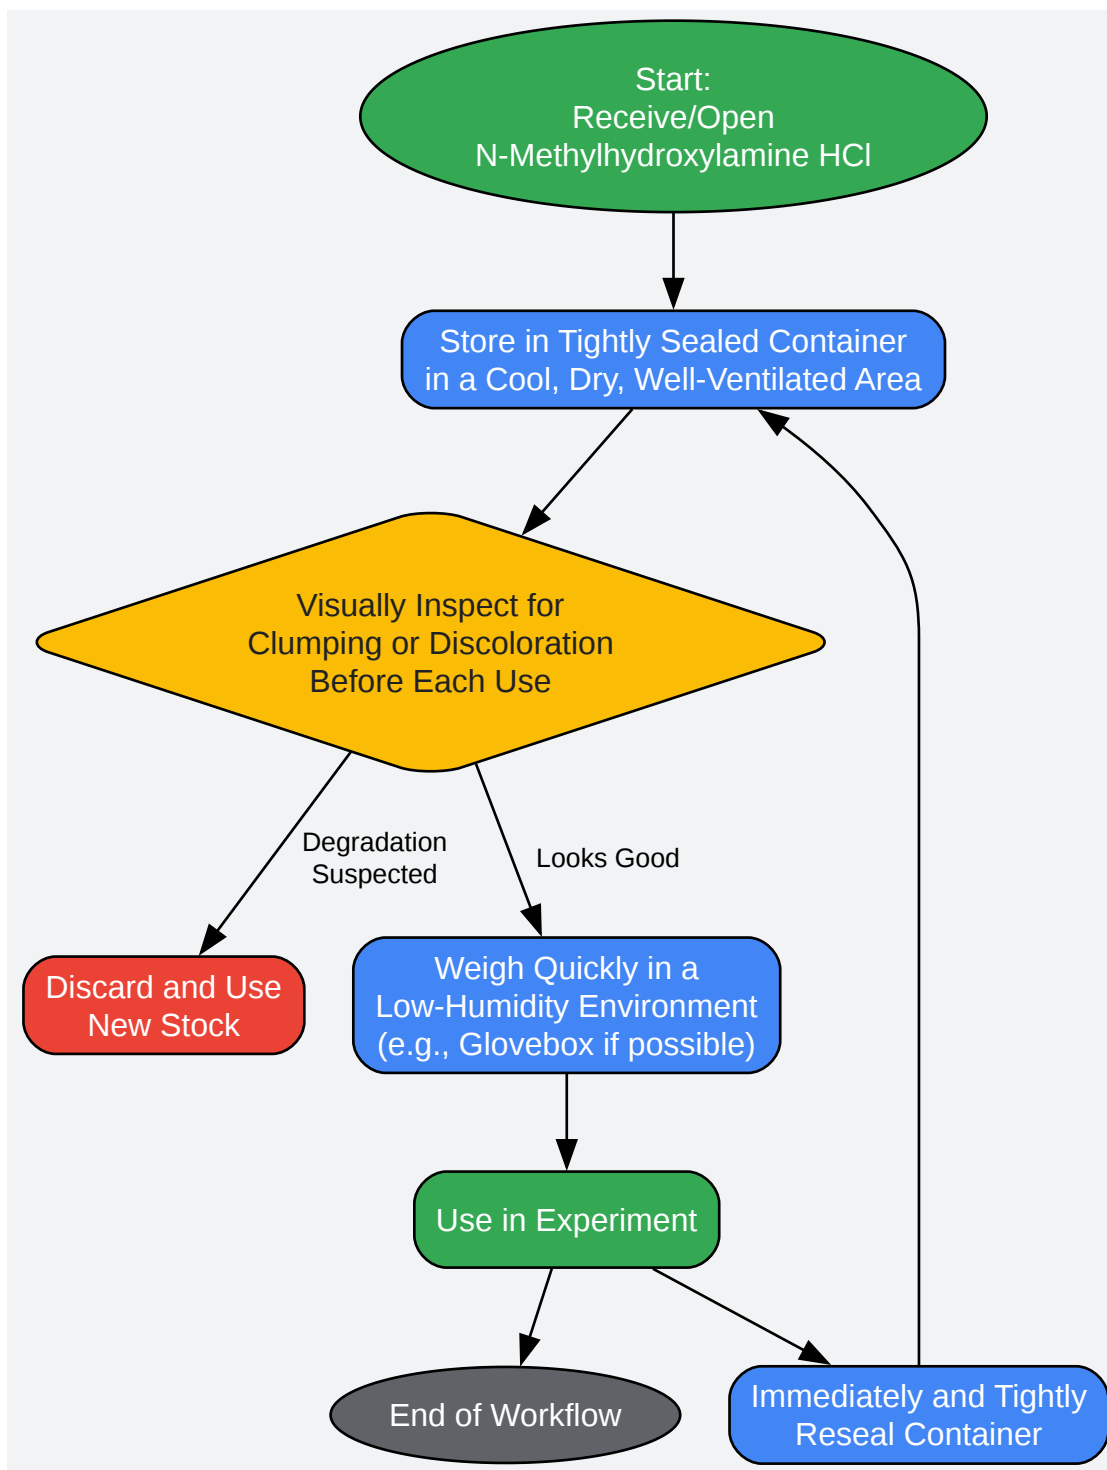 Start:
Receive/Open
N-Methylhydroxylamine HCl
Store in Tightly Sealed Container
in a Cool, Dry, Well-Ventilated Area
Visually Inspect for
Clumping or Discoloration
Before Each Use
Degradation
Suspected
Looks Good
Discard and Use
New Stock
Weigh Quickly in a
Low-Humidity Environment
(e.g., Glovebox if possible)
Use in Experiment
End of Workflow
Immediately and Tightly
Reseal Container